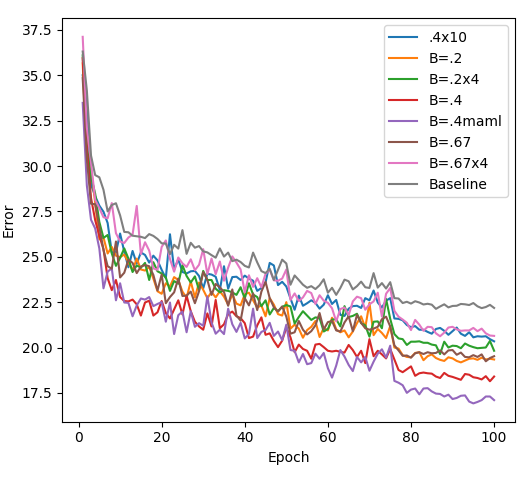 37.5
35.0
32.5
30.0
27.5
25.0
22.5
20.0
17.5
Error
0
20
40
60
80
100
Epoch
.4x10
B=.2
B=.2x4
B=.4
B=.4maml
B=.67
B=.67x4
Baseline